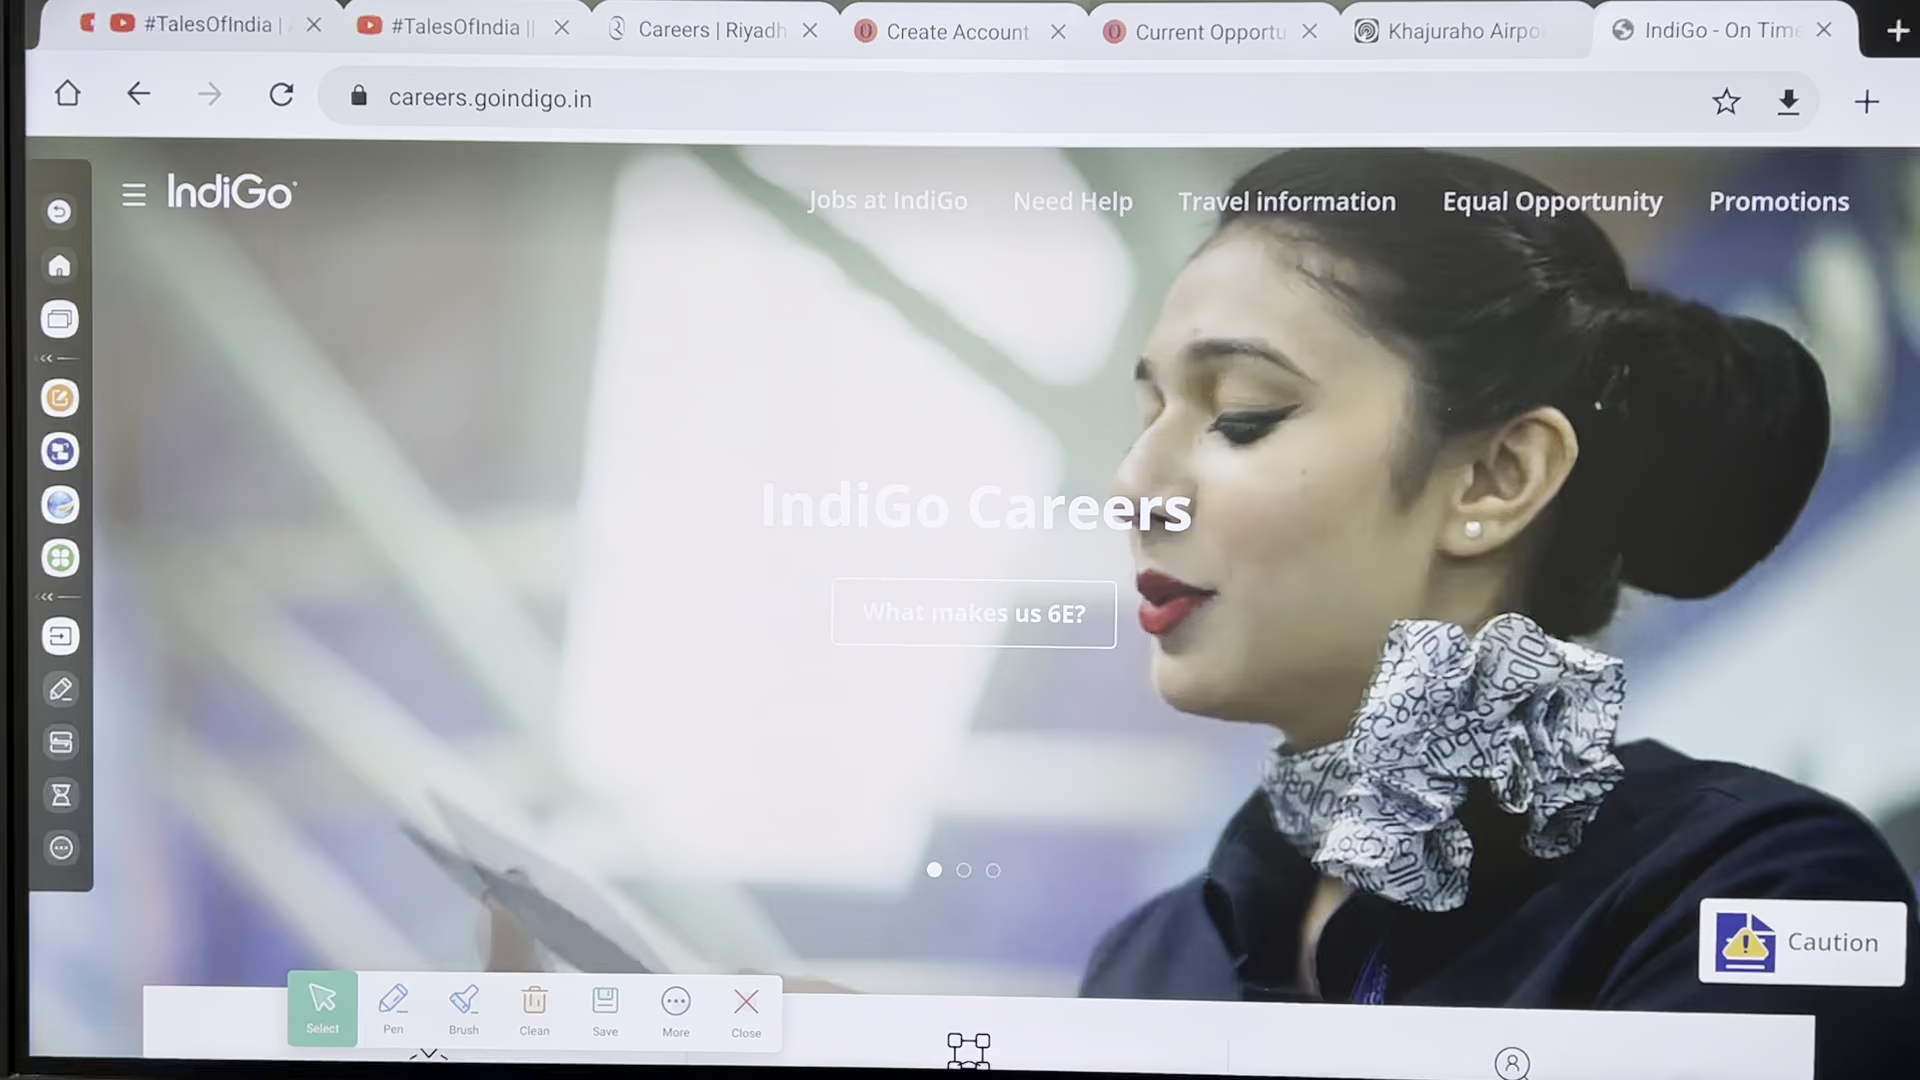 #TalesOfIndia |
#TalesOfIndia ||
Careers | Riyadh
Create Account
Current Opportu
Khajuraho Airpo
IndiGo - On Time
careers.goindigo.in
IndiGo
Jobs at IndiGo
Need Help
Travel information
Equal Opportunity
Promotions
IndiGo Careers
What makes us 6E?
Caution
Select
Pen
Brush
Clean
Save
More
Close